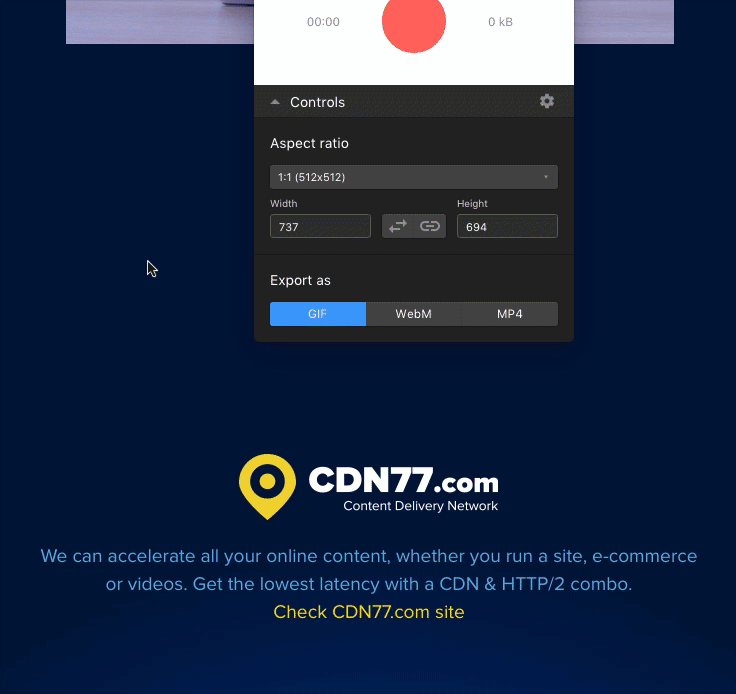 00:00 0 kB
Controls
Aspect ratio
1:1 (512x512)
Width Height
737 694
Export as
GIF WebM MP4
CDN77.com
Content Delivery Network
We can accelerate all your online content, whether you run a site, e-commerce
or videos. Get the lowest latency with a CDN & HTTP/2 combo.
Check CDN77.com site